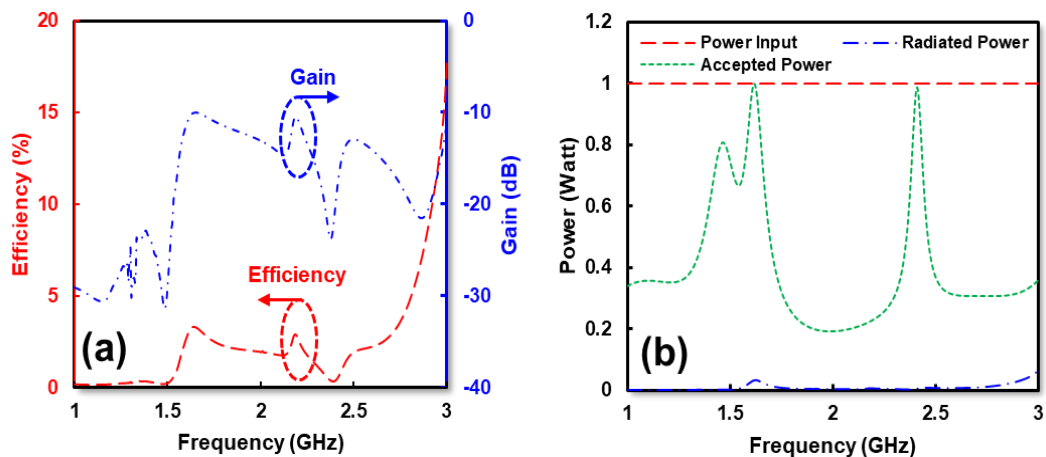 20
15
10
5
0
Efficiency (%)
0
-10
-20
-30
-40
Gain (dB)
Gain
Efficiency
(a)
1
1.5
2
2.5
3
Frequency (GHz)
1.2
1
0.8
0.6
0.4
0.2
0
Power (Watt)
Power Input
Radiated Power
Accepted Power
(b)
1
1.5
2
2.5
3
Frequency (GHz)